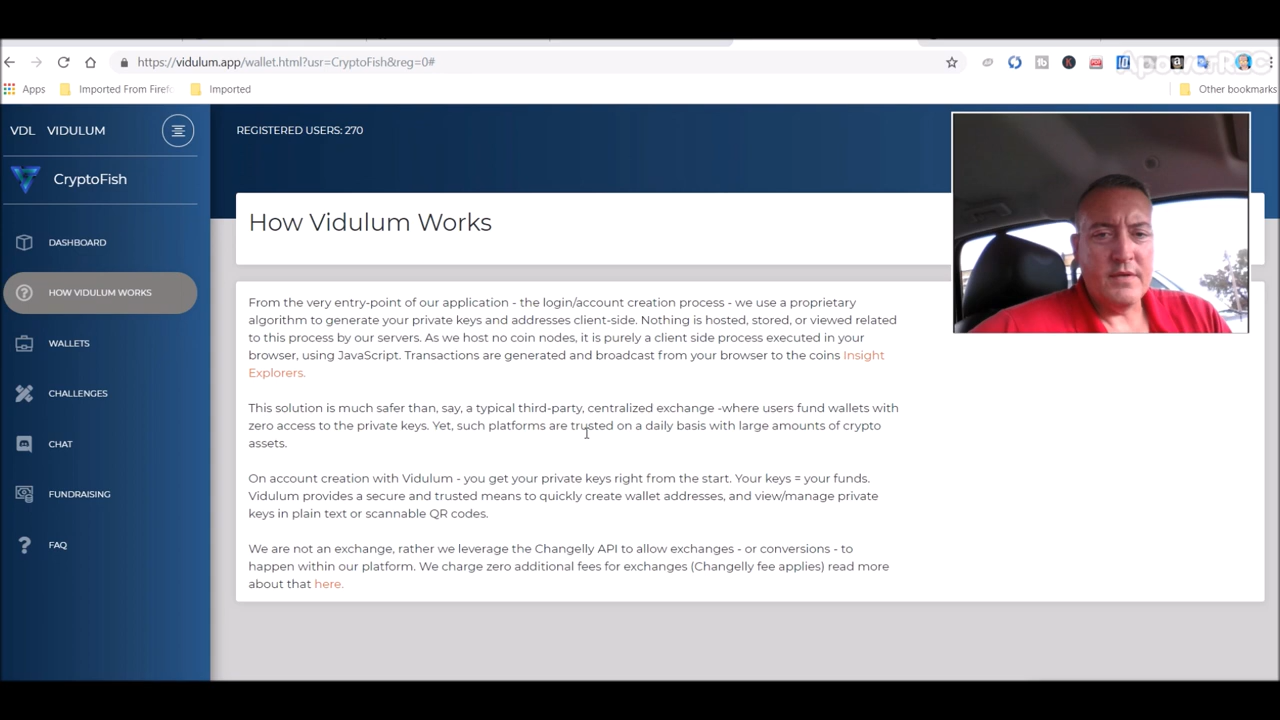 ApowerREC
https://vidulum.app/wallet.html?usr=CryptoFish&reg=0#
Apps
Imported From Firef
Imported
Other bookmarks
VDL VIDULUM
REGISTERED USERS: 270
CryptoFish
DASHBOARD
HOW VIDULUM WORKS
WALLETS
CHALLENGES
CHAT
FUNDRAISING
FAQ
How Vidulum Works
From the very entry-point of our application - the login/account creation process - we use a proprietary
algorithm to generate your private keys and addresses client-side. Nothing is hosted, stored, or viewed related
to this process by our servers. As we host no coin nodes, it is purely a client side process executed in your
browser, using JavaScript. Transactions are generated and broadcast from your browser to the coins Insight
Explorers.
This solution is much safer than, say, a typical third-party, centralized exchange -where users fund wallets with
zero access to the private keys. Yet, such platforms are trusted on a daily basis with large amounts of crypto
assets.
On account creation with Vidulum - you get your private keys right from the start. Your keys = your funds.
Vidulum provides a secure and trusted means to quickly create wallet addresses, and view/manage private
keys in plain text or scannable QR codes.
We are not an exchange, rather we leverage the Changelly API to allow exchanges - or conversions - to
happen within our platform. We charge zero additional fees for exchanges (Changelly fee applies) read more
about that here.